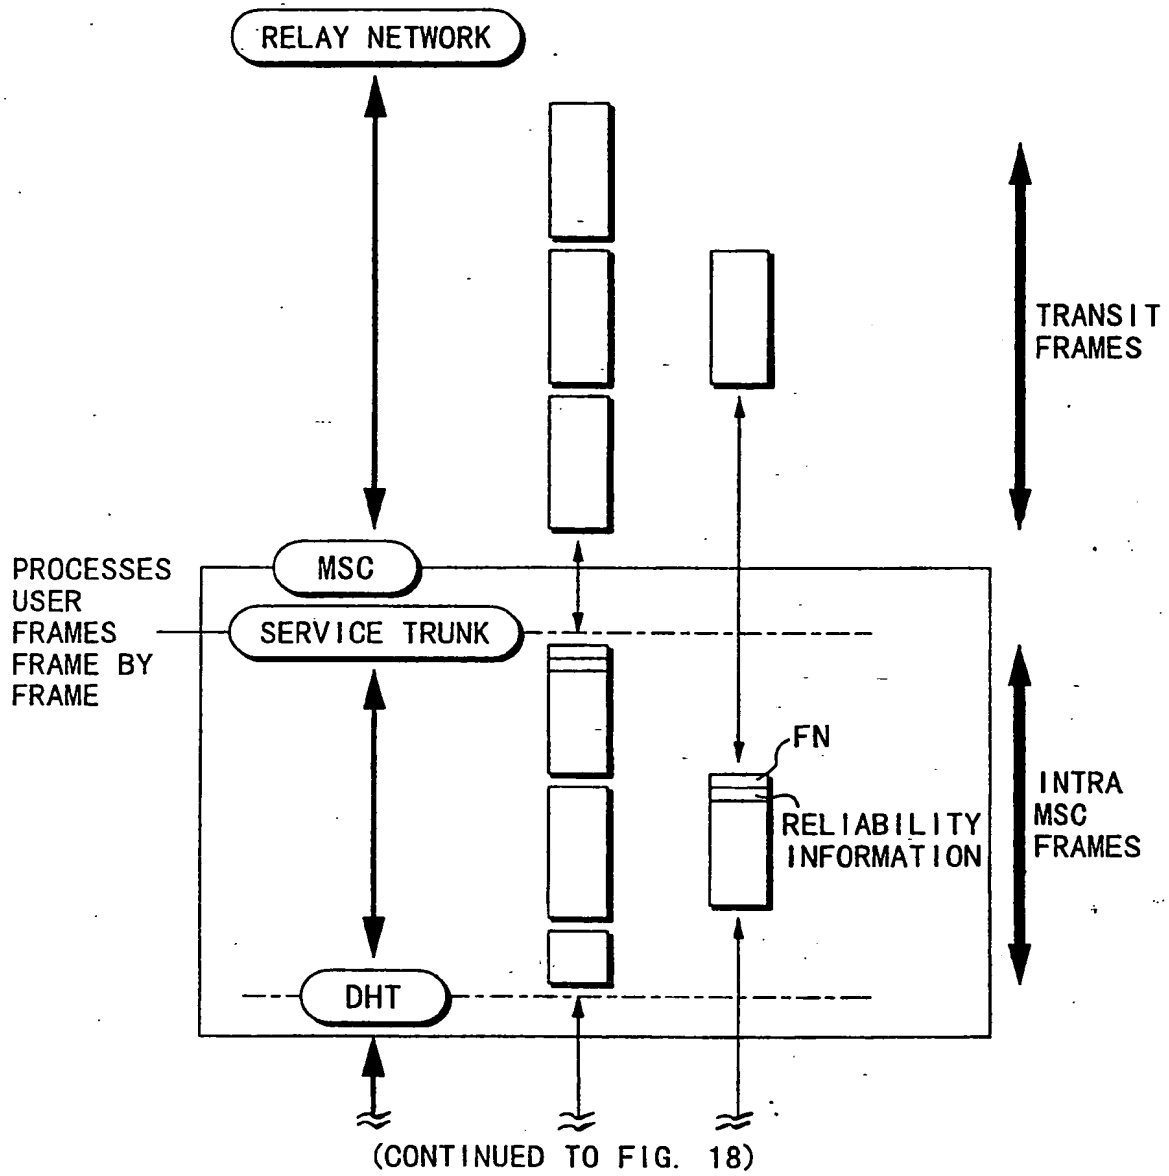 RELAY NETWORK
TRANSIT
FRAMES
MSC
PROCESSES
USER
FRAMES
FRAME BY
FRAME
SERVICE TRUNK
FN
RELIABILITY
INFORMATION
INTRA
MSC
FRAMES
DHT
(CONTINUED TO FIG. 18)